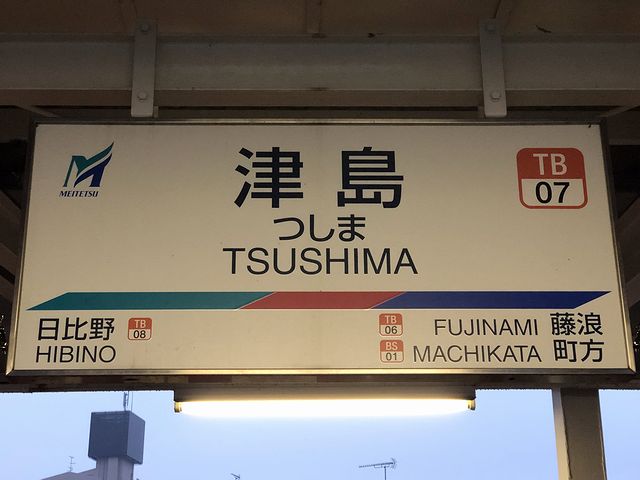 MEITETSU
津島
つしま
TSUSHIMA
TB
07
日比野 TB 08
HIBINO
TB 06 FUJINAMI 藤浪
BS 01 MACHIKATA 町方